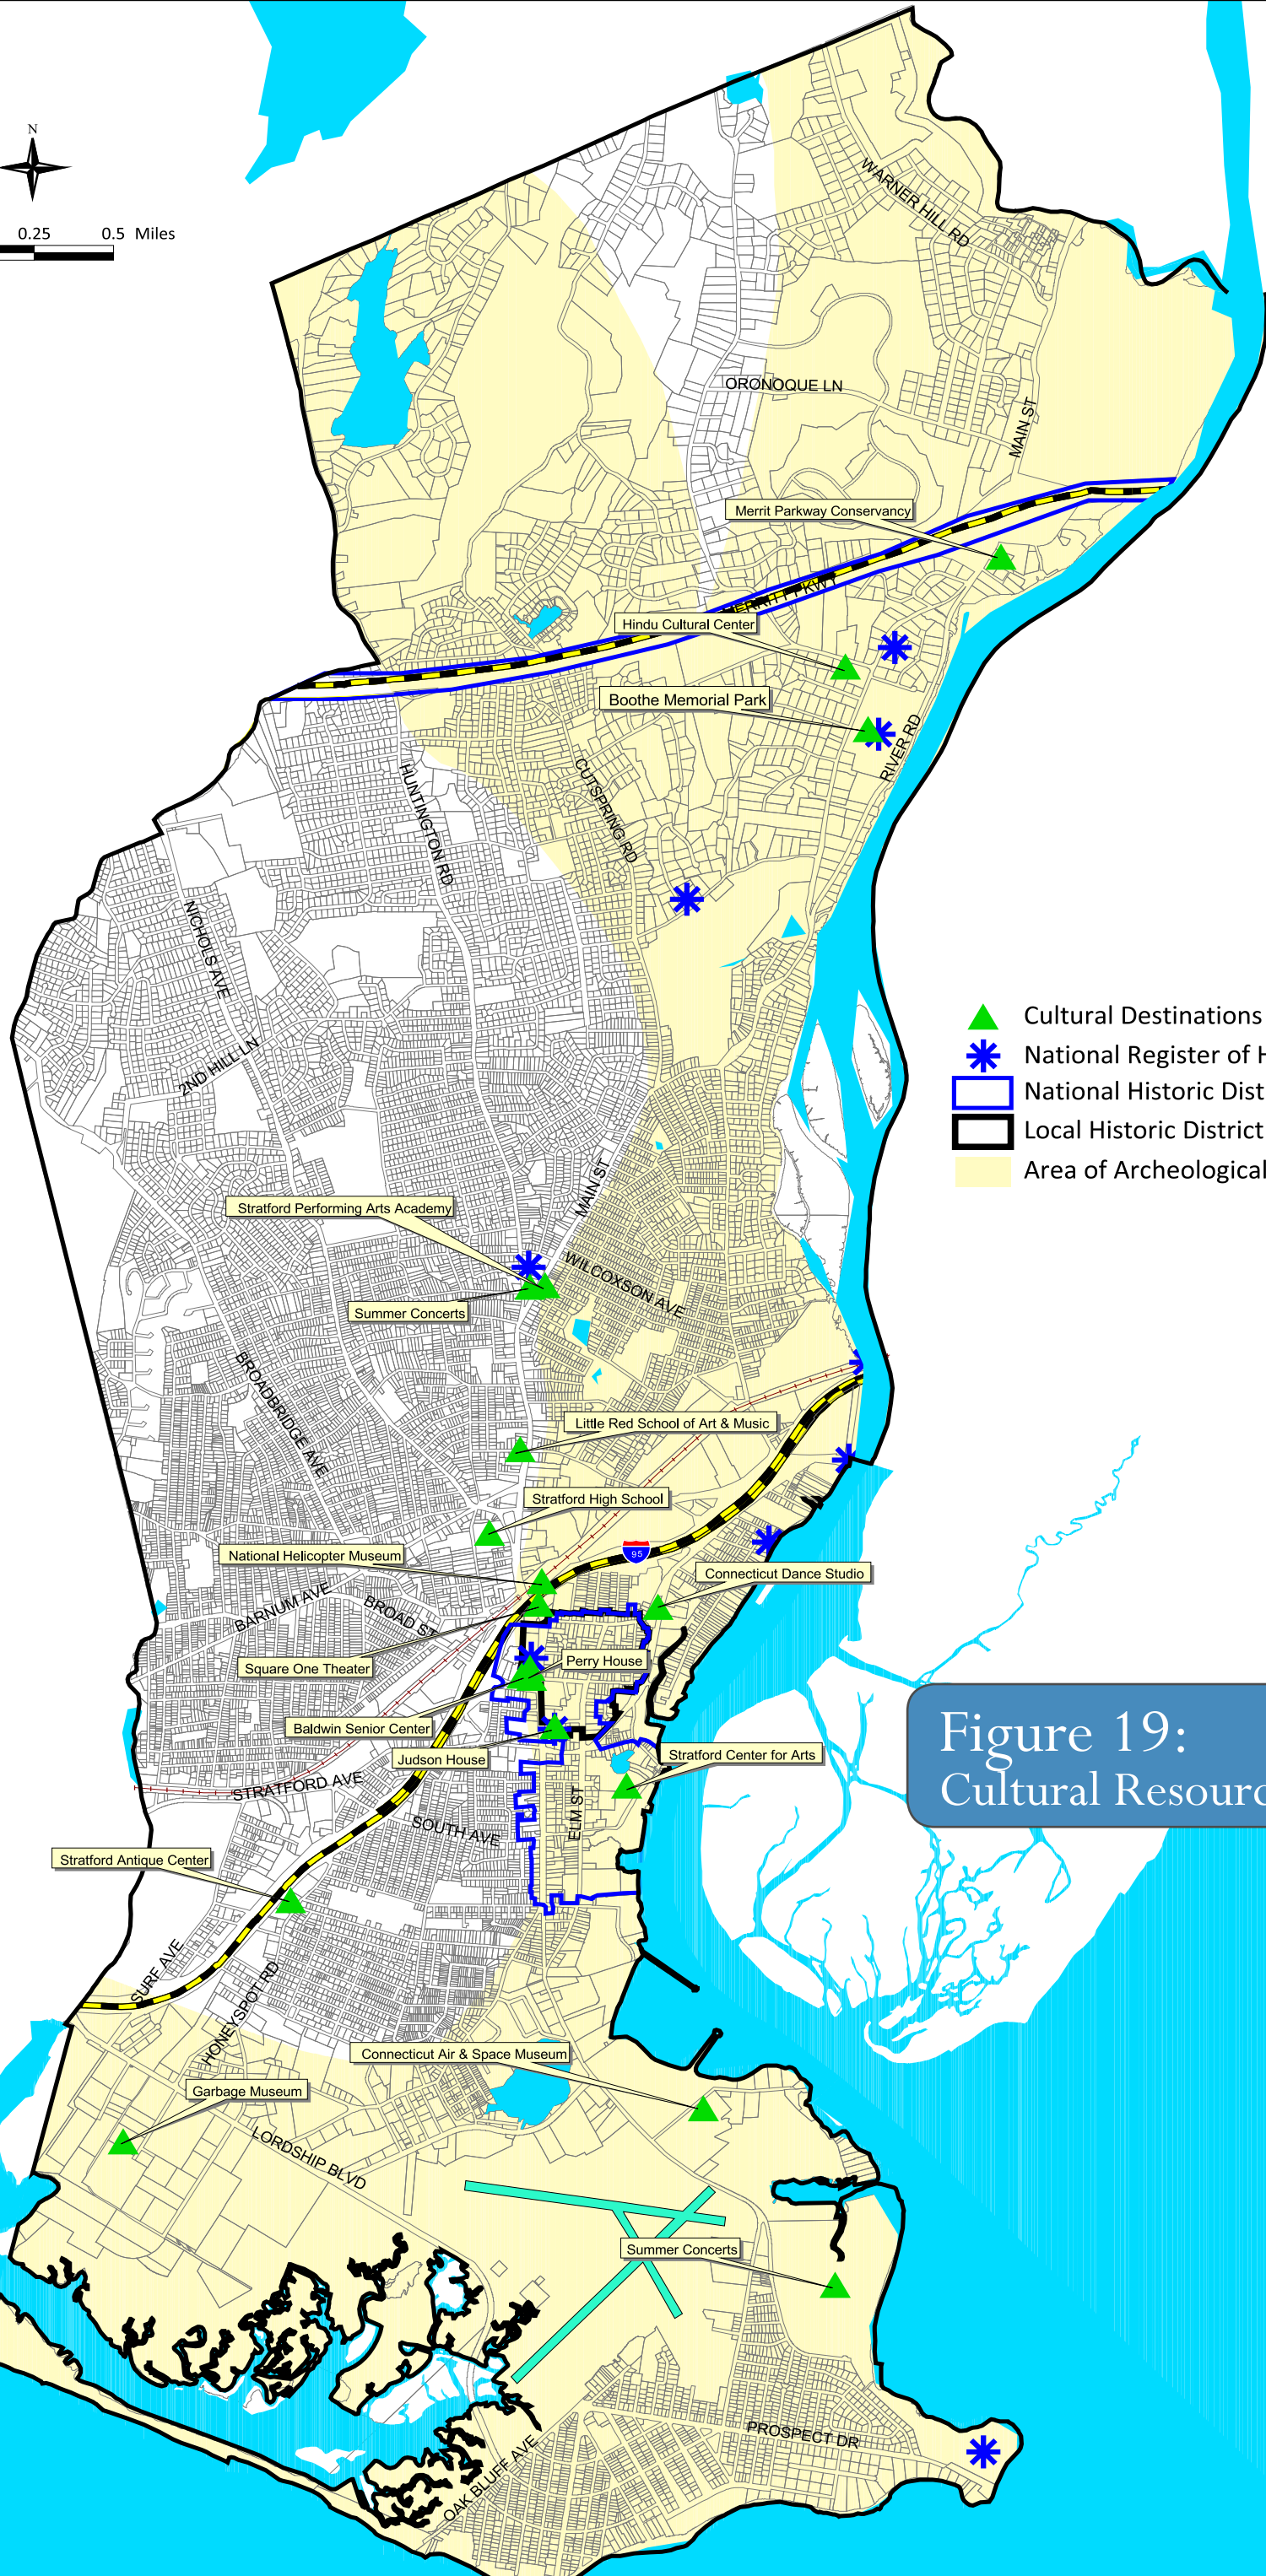 N
0.25 0.5 Miles
WARNER HILL RD
ORONOQUE LN
MAIN ST
Merrit Parkway Conservancy
MERRITT PKWY
Hindu Cultural Center
Boothe Memorial Park
RIVER RD
HUNTINGTON RD
CUTSPRING RD
NICHOLS AVE
2ND HILL LN
Cultural Destinations
National Register of H
National Historic Dist
Local Historic District
Area of Archeological
MAIN ST
Stratford Performing Arts Academy
WILCOXSON AVE
Summer Concerts
BROADBRIDGE AVE
Little Red School of Art & Music
Stratford High School
National Helicopter Museum
95
Connecticut Dance Studio
BARNUM AVE
BROAD ST
Square One Theater
Perry House
Baldwin Senior Center
Judson House
Stratford Center for Arts
Figure 19:
Cultural Resourc
STRATFORD AVE
ELM ST
SOUTH AVE
Stratford Antique Center
SURF AVE
HONEYSPOT RD
Connecticut Air & Space Museum
Garbage Museum
LORDSHIP BLVD
Summer Concerts
PROSPECT DR
OAK BLUFF AVE